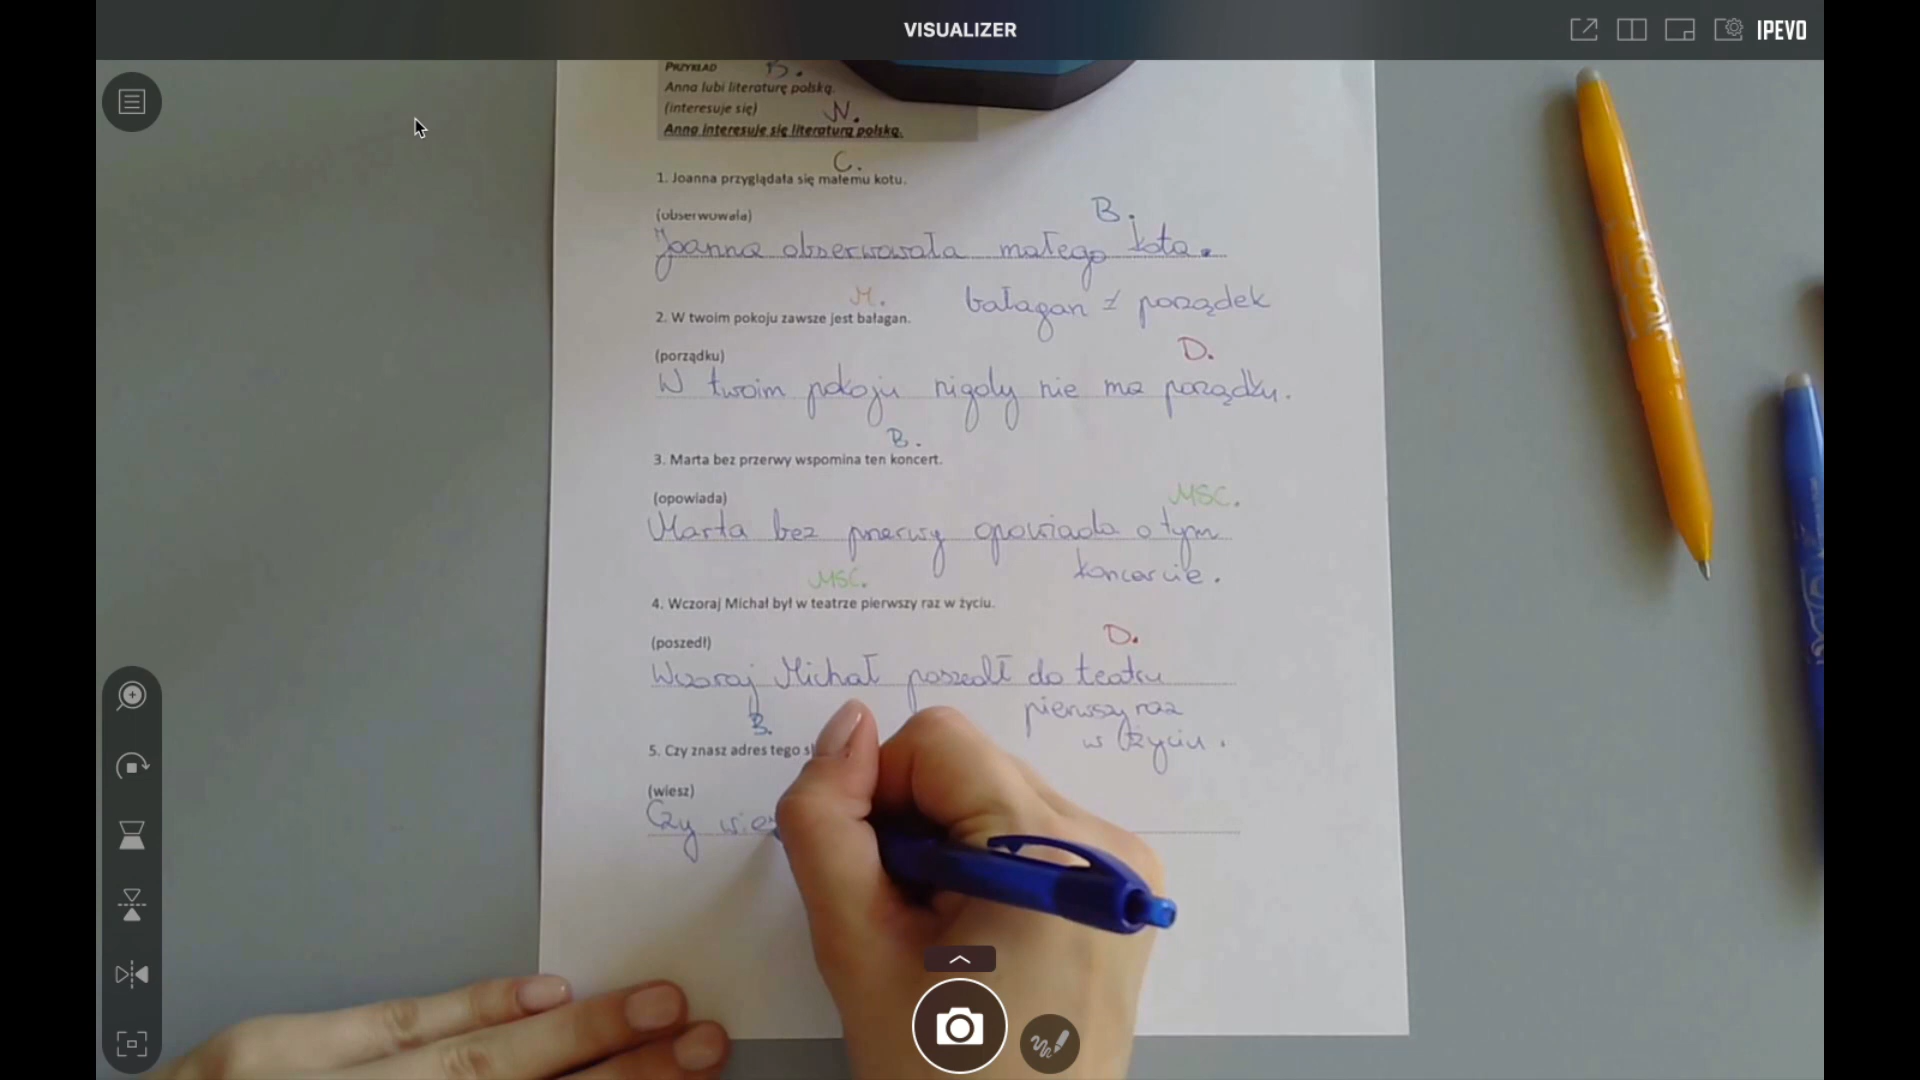 VISUALIZER
IPEVO
PRZYKŁAD B.
Anna lubi literaturę polską.
(interesuje się) N.
Anna interesuje się literaturą polską.
C.
1. Joanna przyglądała się małemu kotu.
(obserwowała) B.
Joanna obserwowała małego kota.
M. bałagan ≠ porządek
2. W twoim pokoju zawsze jest bałagan.
(porządku) D.
W twoim pokoju nigdy nie ma porządku.
B.
3. Marta bez przerwy wspomina ten koncert.
(opowiada) MSC.
Marta bez przerwy opowiada o tym
koncercie.
MSC.
4. Wczoraj Michał był w teatrze pierwszy raz w życiu.
(poszedł) D.
Wczoraj Michał poszedł do teatru
pierwszy raz
w życiu.
B.
5. Czy znasz adres tego
(wiesz)
Czy